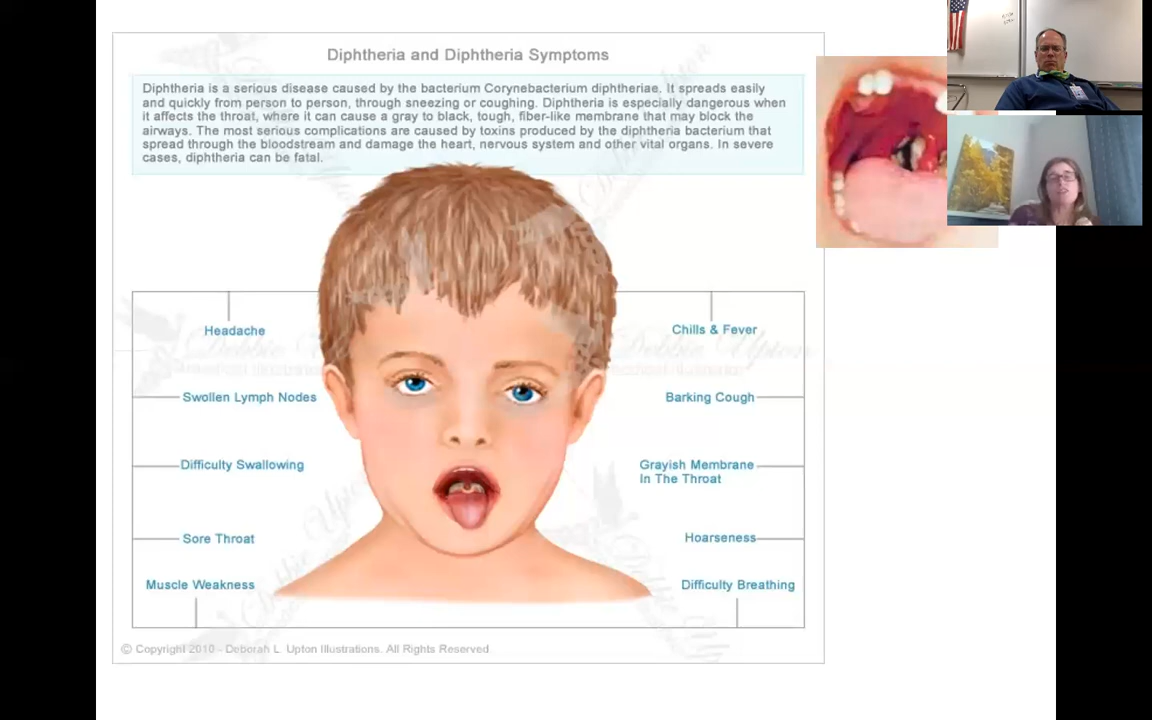 Diphtheria and Diphtheria Symptoms
Diphtheria is a serious disease caused by the bacterium Corynebacterium diphtheriae. It spreads easily
and quickly from person to person, through sneezing or coughing. Diphtheria is especially dangerous when
it affects the throat, where it can cause a gray to black, tough, fiber-like membrane that may block the
airways. The most serious complications are caused by toxins produced by the diphtheria bacterium that
spread through the bloodstream and damage the heart, nervous system and other vital organs. In severe
cases, diphtheria can be fatal.
Headache
Chills & Fever
Swollen Lymph Nodes
Barking Cough
Difficulty Swallowing
Grayish Membrane
In The Throat
Sore Throat
Hoarseness
Muscle Weakness
Difficulty Breathing
© Copyright 2010 - Deborah L. Upton Illustrations. All Rights Reserved